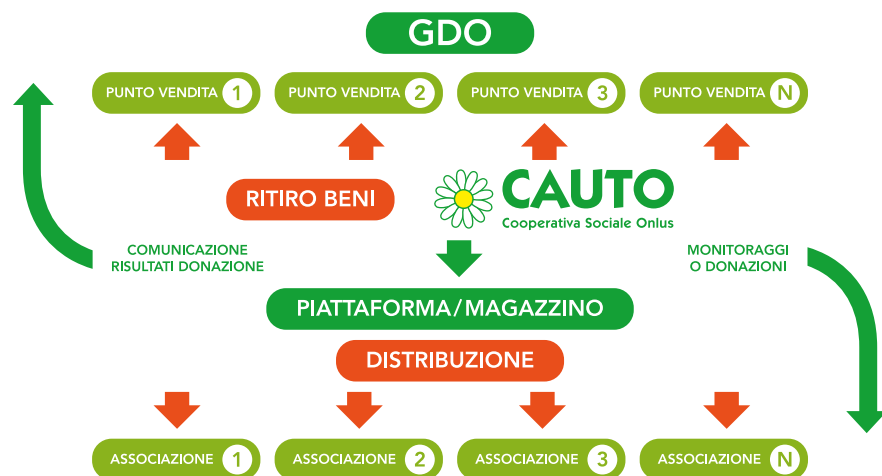 GDO
PUNTO VENDITA 1
PUNTO VENDITA 2
PUNTO VENDITA 3
PUNTO VENDITA N
RITIRO BENI
CAUTO
Cooperativa Sociale Onlus
COMUNICAZIONE
RISULTATI DONAZIONE
MONITORAGGI
O DONAZIONI
PIATTAFORMA/MAGAZZINO
DISTRIBUZIONE
ASSOCIAZIONE 1
ASSOCIAZIONE 2
ASSOCIAZIONE 3
ASSOCIAZIONE N